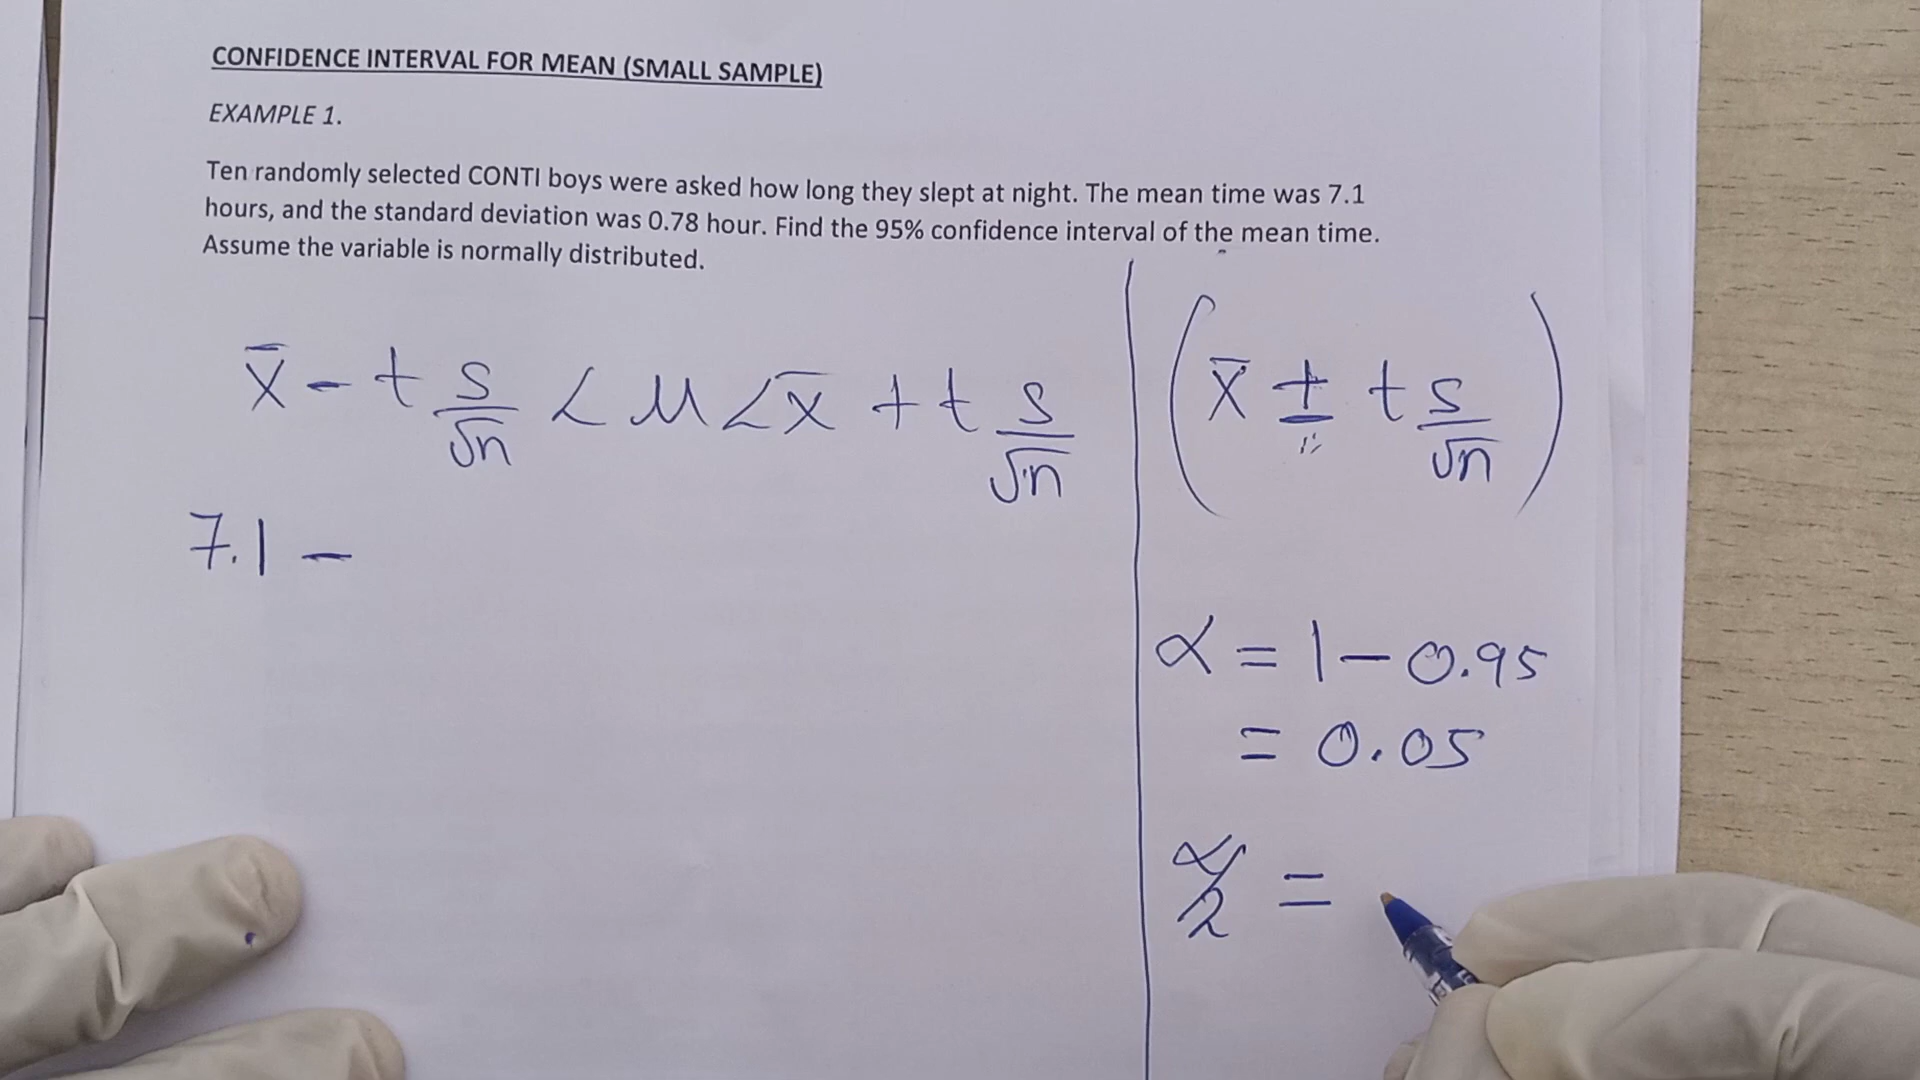 CONFIDENCE INTERVAL FOR MEAN (SMALL SAMPLE)
EXAMPLE 1.
Ten randomly selected CONTI boys were asked how long they slept at night. The mean time was 7.1
hours, and the standard deviation was 0.78 hour. Find the 95% confidence interval of the mean time.
Assume the variable is normally distributed.
x̄ - t s/√n < μ < x̄ + t s/√n
7.1 -
(x̄ ± t s/√n)
α = 1 - 0.95
= 0.05
α/2 =